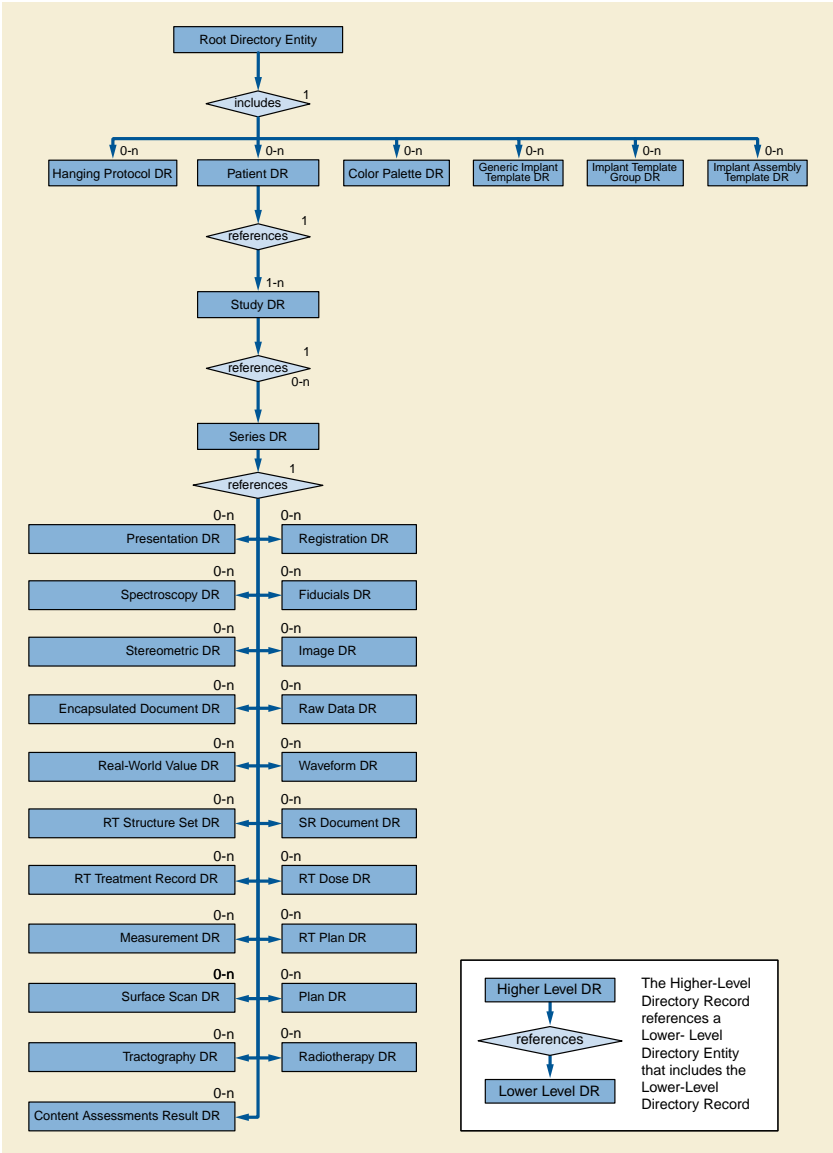 Root Directory Entity
1
includes
0-n
0-n
0-n
0-n
0-n
0-n
Hanging Protocol DR
Patient DR
Color Palette DR
Generic Implant
Template DR
Implant Template
Group DR
Implant Assembly
Template DR
1
references
1-n
Study DR
1
references
0-n
Series DR
1
references
0-n
0-n
Presentation DR
Registration DR
0-n
0-n
Spectroscopy DR
Fiducials DR
0-n
0-n
Stereometric DR
Image DR
0-n
0-n
Encapsulated Document DR
Raw Data DR
0-n
0-n
Real-World Value DR
Waveform DR
0-n
0-n
RT Structure Set DR
SR Document DR
0-n
0-n
RT Treatment Record DR
RT Dose DR
0-n
0-n
Measurement DR
RT Plan DR
0-n
0-n
Surface Scan DR
Plan DR
0-n
0-n
Tractography DR
Radiotherapy DR
0-n
Content Assessments Result DR
Higher Level DR
references
Lower Level DR
The Higher-Level
Directory Record
references a
Lower- Level
Directory Entity
that includes the
Lower-Level
Directory Record